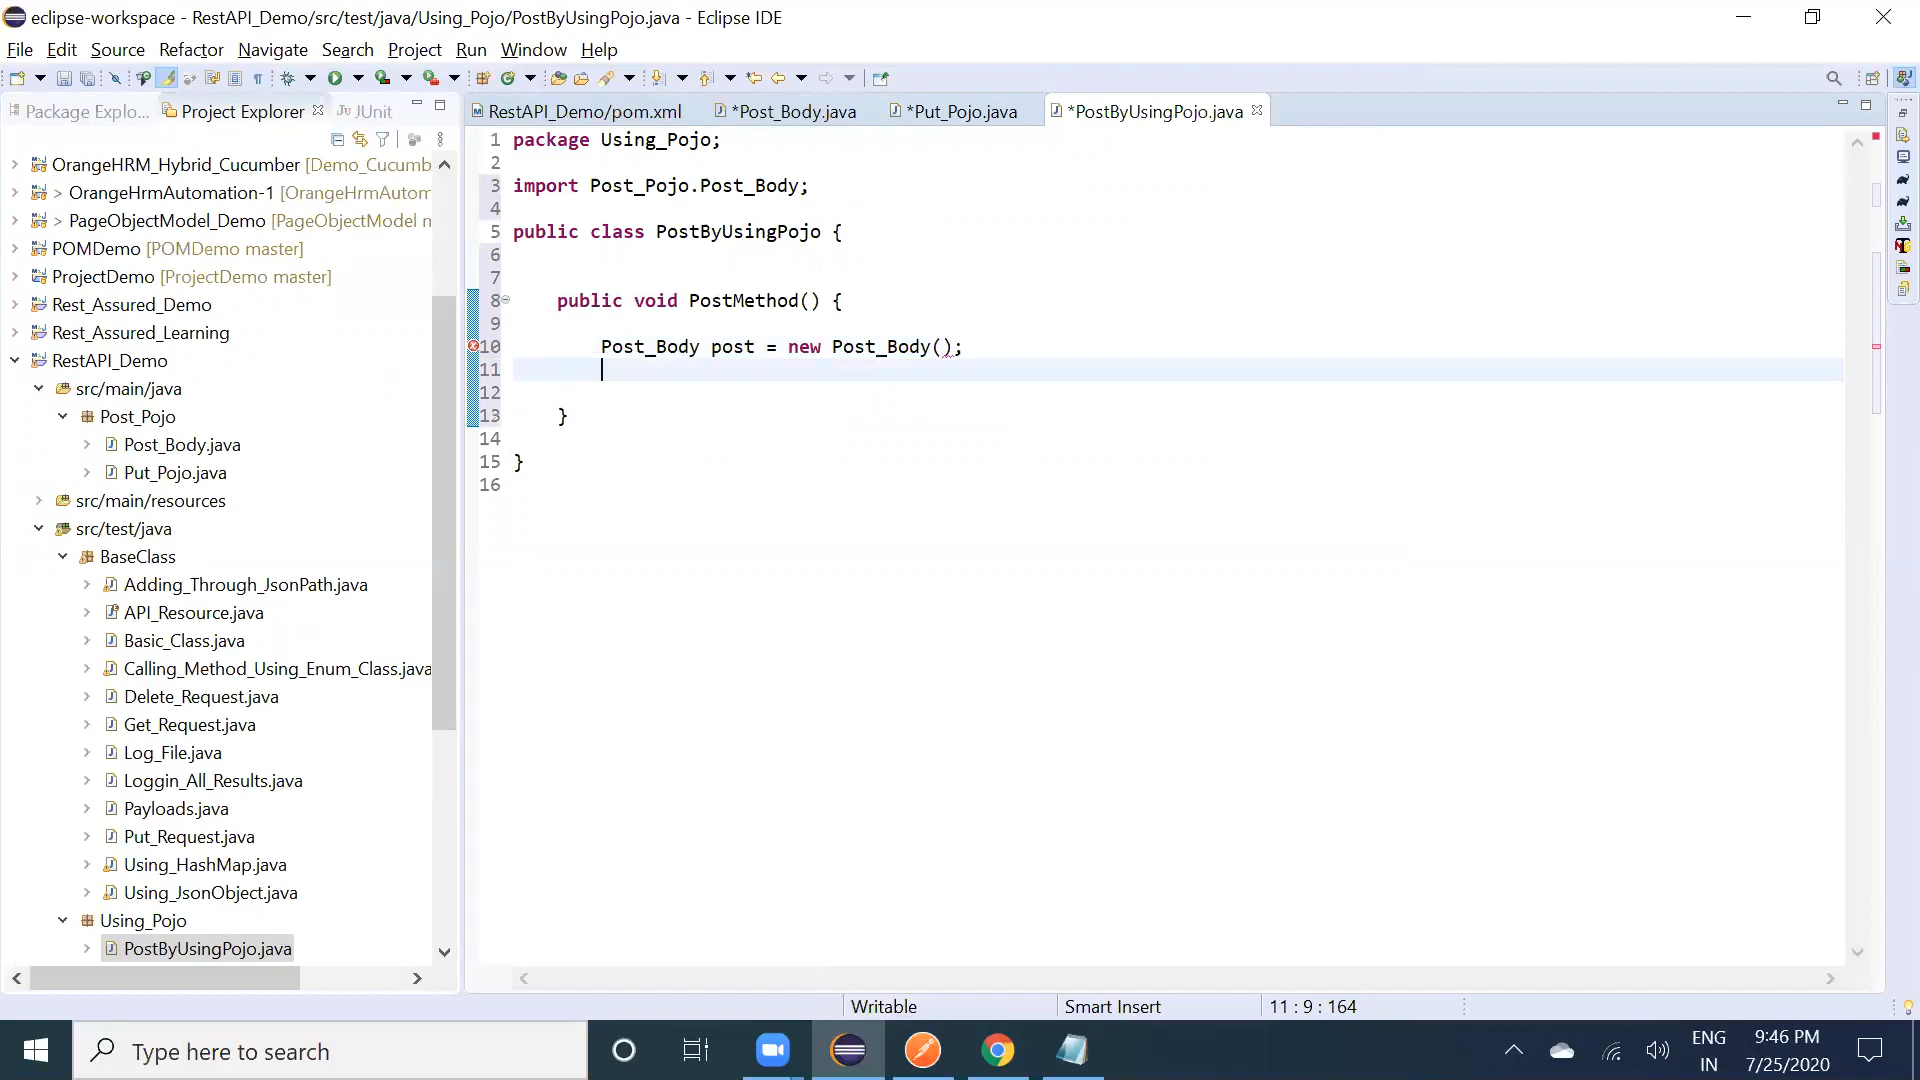 eclipse-workspace - RestAPI_Demo/src/test/java/Using_Pojo/PostByUsingPojo.java - Eclipse IDE
File Edit Source Refactor Navigate Search Project Run Window Help
Package Explo... Project Explorer JUnit
RestAPI_Demo/pom.xml *Post_Body.java *Put_Pojo.java *PostByUsingPojo.java
OrangeHRM_Hybrid_Cucumber [Demo_Cucumb
> OrangeHrmAutomation-1 [OrangeHrmAutom
> PageObjectModel_Demo [PageObjectModel m
POMDemo [POMDemo master]
ProjectDemo [ProjectDemo master]
Rest_Assured_Demo
Rest_Assured_Learning
RestAPI_Demo
src/main/java
Post_Pojo
Post_Body.java
Put_Pojo.java
src/main/resources
src/test/java
BaseClass
Adding_Through_JsonPath.java
API_Resource.java
Basic_Class.java
Calling_Method_Using_Enum_Class.java
Delete_Request.java
Get_Request.java
Log_File.java
Loggin_All_Results.java
Payloads.java
Put_Request.java
Using_HashMap.java
Using_JsonObject.java
Using_Pojo
PostByUsingPojo.java
1 package Using_Pojo;
2
3 import Post_Pojo.Post_Body;
4
5 public class PostByUsingPojo {
6
7
8 public void PostMethod() {
9
10 Post_Body post = new Post_Body();
11
12
13 }
14
15 }
16
Writable Smart Insert 11 : 9 : 164
Type here to search
ENG
IN
9:46 PM
7/25/2020